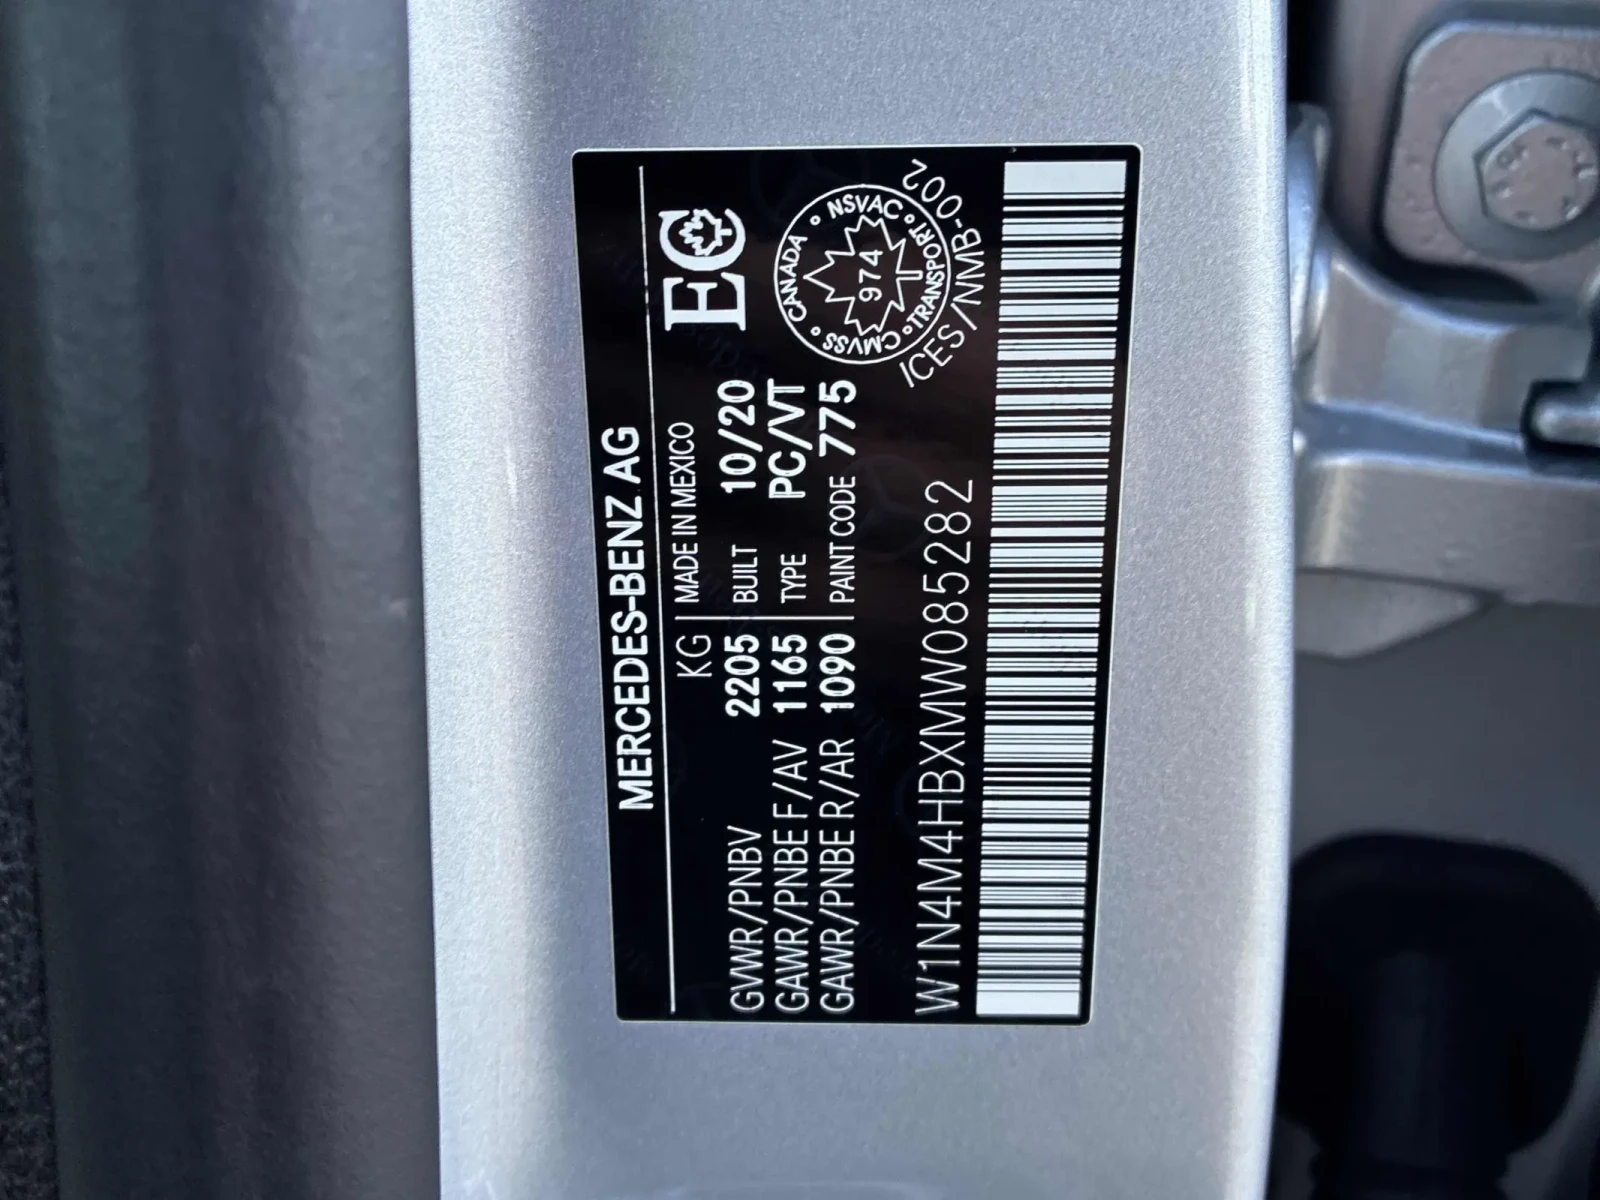 MERCEDES-BENZ AG
KG
GVWR/PNBV 2205
GAWR/PNBE F/AV 1165
GAWR/PNBE R/AR 1090
MADE IN MEXICO
BUILT 10/20
TYPE PC/VT
PAINT CODE 775
EC
CANADA ° NSVAC ° TRANSPORT ° CMVSS °
974
ICES/NMB-002
W1N4M4HBXMW085282